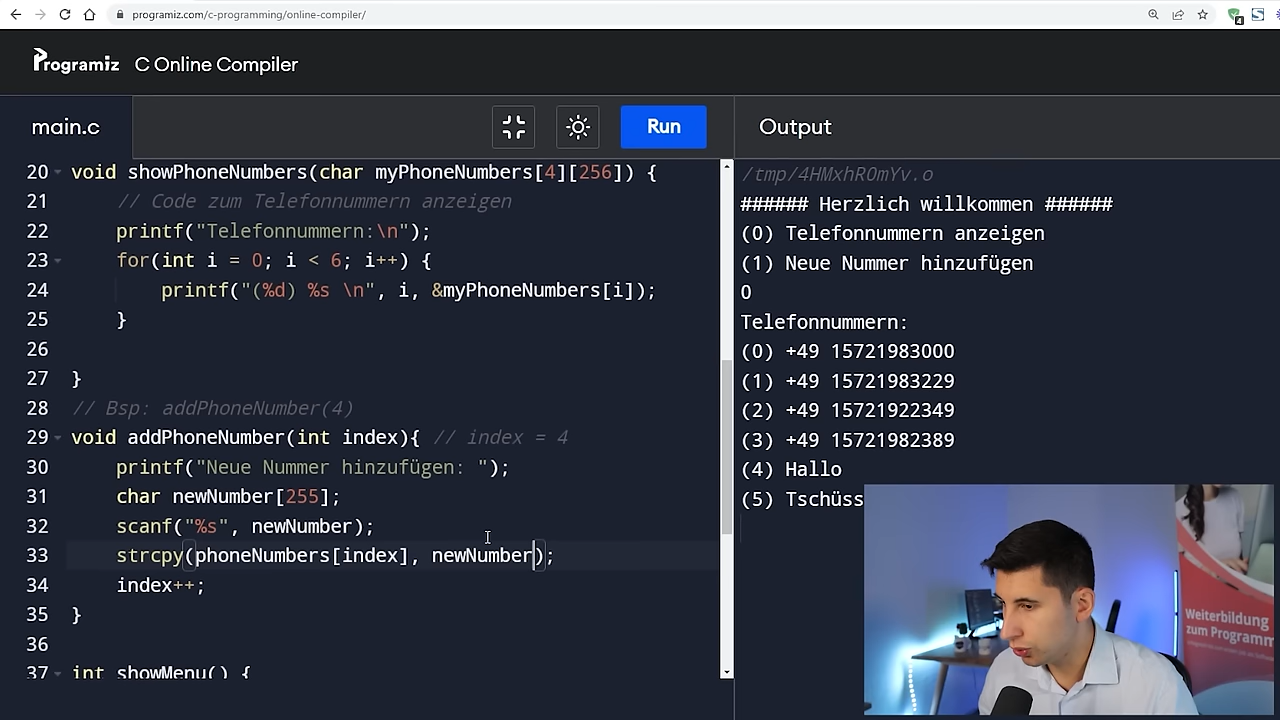 programiz.com/c-programming/online-compiler/
4
Programiz C Online Compiler
main.c
Run
Output
20 void showPhoneNumbers(char myPhoneNumbers[4][256]) {
21 // Code zum Telefonnummern anzeigen
22 printf("Telefonnummern:\n");
23 for(int i = 0; i < 6; i++) {
24 printf("(%d) %s \n", i, &myPhoneNumbers[i]);
25 }
26
27 }
28 // Bsp: addPhoneNumber(4)
29 void addPhoneNumber(int index){ // index = 4
30 printf("Neue Nummer hinzufügen: ");
31 char newNumber[255];
32 scanf("%s", newNumber);
33 strcpy(phoneNumbers[index], newNumber);
34 index++;
35 }
36
37 int showMenu() {
/tmp/4HMxhR0mYv.o
###### Herzlich willkommen ######
(0) Telefonnummern anzeigen
(1) Neue Nummer hinzufügen
0
Telefonnummern:
(0) +49 15721983000
(1) +49 15721983229
(2) +49 15721922349
(3) +49 15721982389
(4) Hallo
(5) Tschüss
Weiterbildung
zum Programm